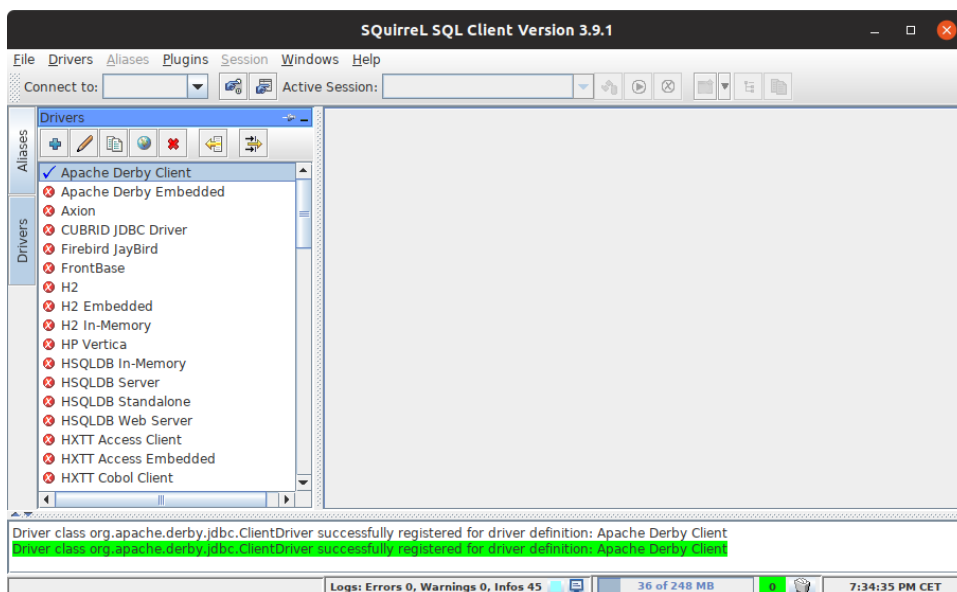 SQuirreL SQL Client Version 3.9.1
File Drivers Aliases Plugins Session Windows Help
Connect to: Active Session:
Aliases
Drivers
Drivers
Apache Derby Client
Apache Derby Embedded
Axion
CUBRID JDBC Driver
Firebird JayBird
FrontBase
H2
H2 Embedded
H2 In-Memory
HP Vertica
HSQLDB In-Memory
HSQLDB Server
HSQLDB Standalone
HSQLDB Web Server
HXTT Access Client
HXTT Access Embedded
HXTT Cobol Client
Driver class org.apache.derby.jdbc.ClientDriver successfully registered for driver definition: Apache Derby Client
Driver class org.apache.derby.jdbc.ClientDriver successfully registered for driver definition: Apache Derby Client
Logs: Errors 0, Warnings 0, Infos 45 36 of 248 MB 0 7:34:35 PM CET